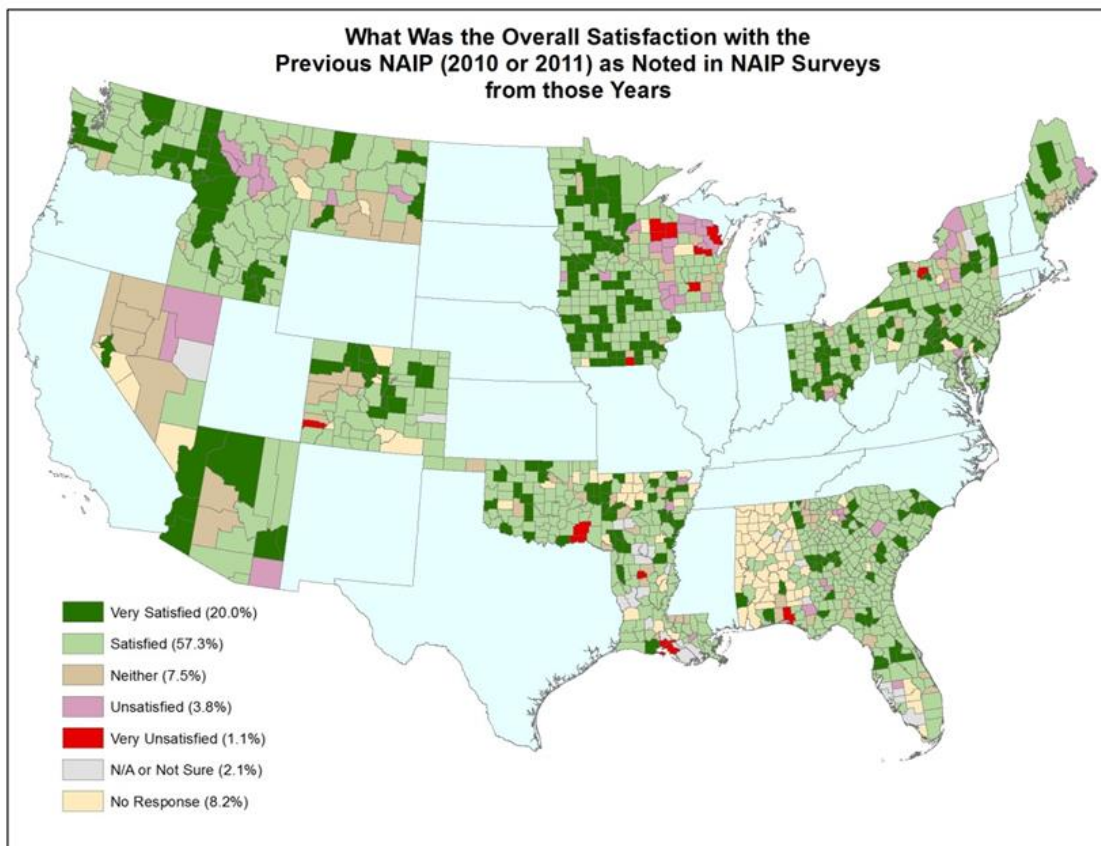 What Was the Overall Satisfaction with the
Previous NAIP (2010 or 2011) as Noted in NAIP Surveys
from those Years
Very Satisfied (20.0%)
Satisfied (57.3%)
Neither (7.5%)
Unsatisfied (3.8%)
Very Unsatisfied (1.1%)
N/A or Not Sure (2.1%)
No Response (8.2%)